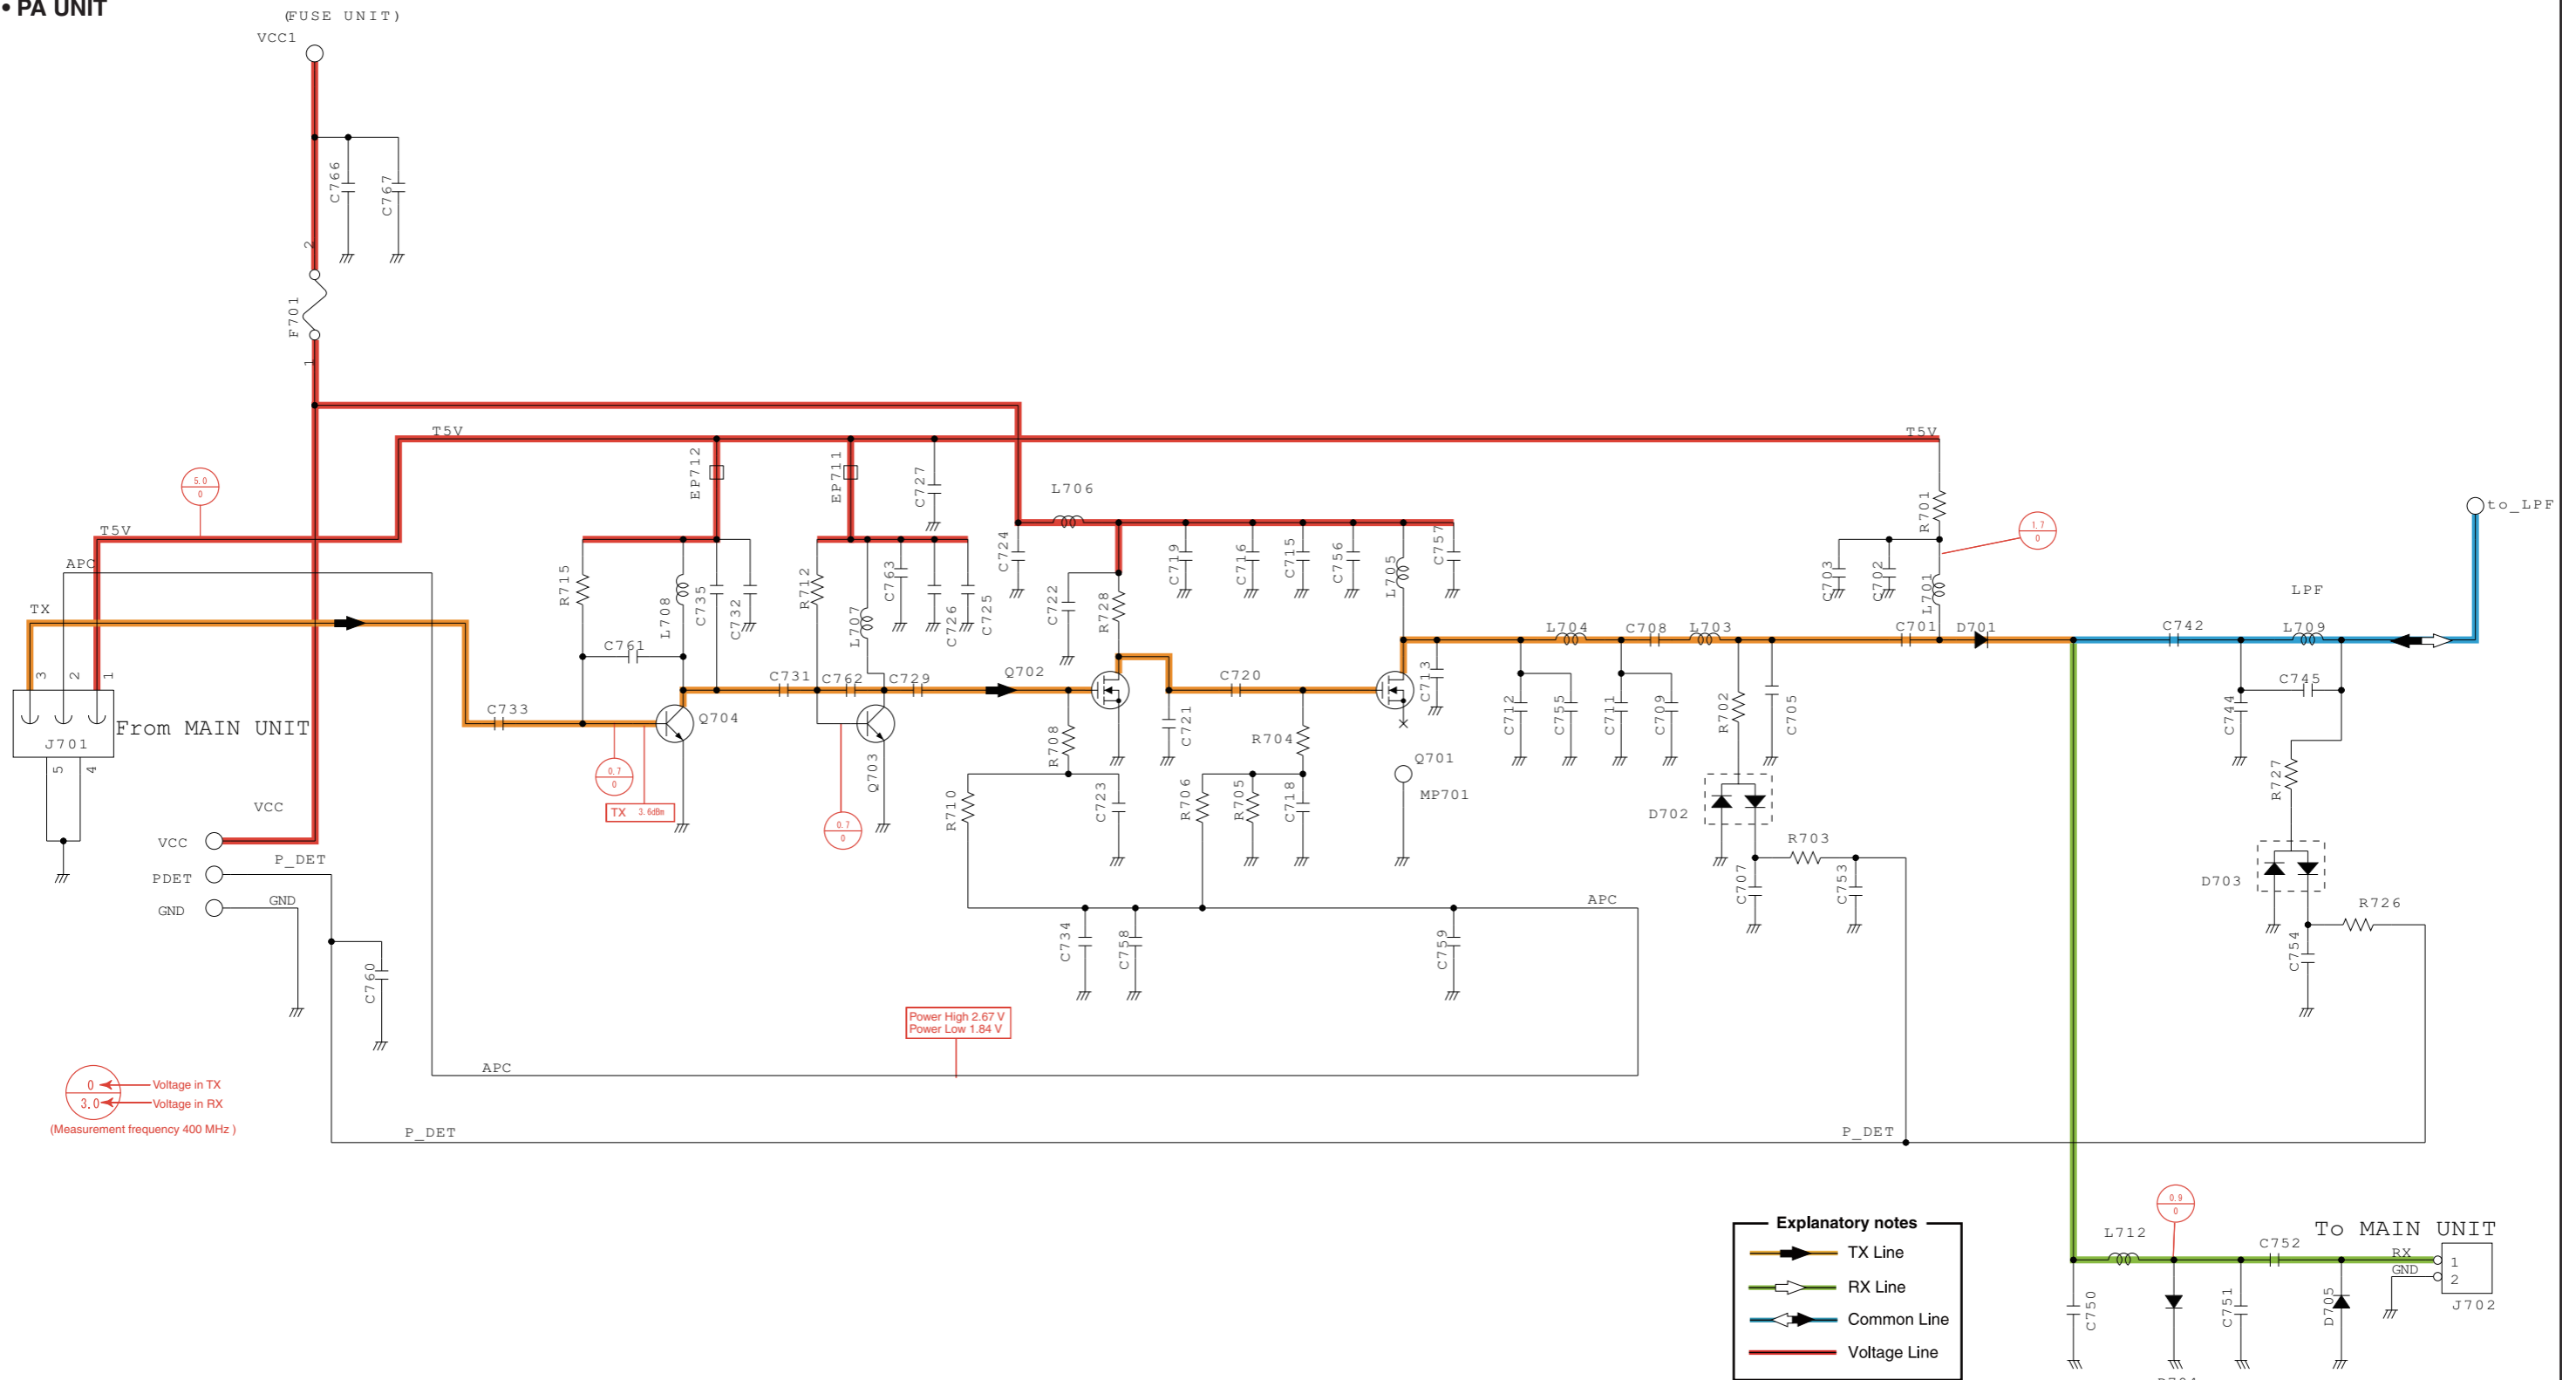 • PA UNIT
(FUSE UNIT)
VCC1
C766
C767
2
F701
1
T5V
T5V
EP712
EP711
C727
L706
R701
5.0
0
1.7
0
to_LPF
T5V
APC
R715
L708
C735
C732
R712
L707
C763
C726
C725
C724
C722
R728
C719
C716
C715
C756
L705
C757
C703
C702
L701
LPF
TX
C761
L704
C708
L703
C701
D701
C742
L709
3
2
1
C731
C762
C729
Q702
C720
C713
C745
J701
From MAIN UNIT
C733
Q704
Q703
R708
C721
R704
Q701
MP701
C712
C755
C711
C709
R702
C705
C744
R727
5
4
0.7
0
TX 3.6dBm
0.7
0
R710
C723
R706
R705
C718
D702
R703
C707
C753
D703
R726
C754
VCC
VCC
P_DET
PDET
GND
GND
C760
APC
C734
C758
C759
Power High 2.67 V
Power Low 1.84 V
APC
0
Voltage in TX
3.0
Voltage in RX
(Measurement frequency 400 MHz )
P_DET
P_DET
Explanatory notes
TX Line
RX Line
Common Line
Voltage Line
0.9
0
L712
C752
To MAIN UNIT
RX
GND
1
2
J702
C750
C751
D705